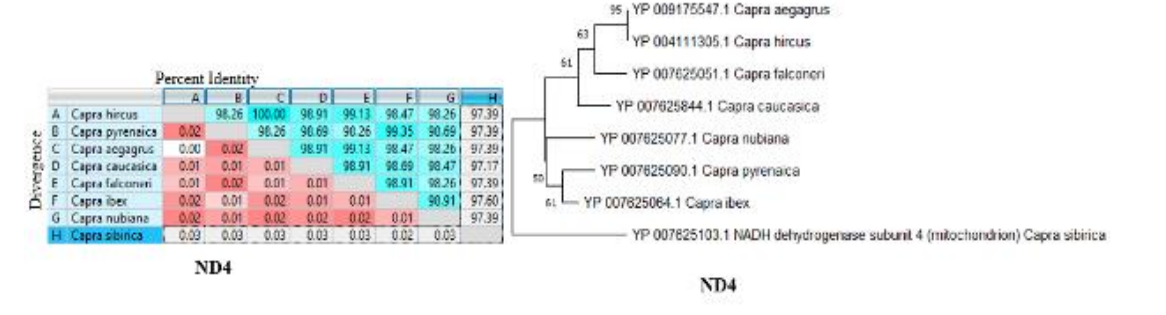 Percent Identity
Divergence
A B C D E F G H
A Capra hircus 98.26 100.00 98.91 99.13 98.47 98.26 97.39
B Capra pyrenaica 0.02 98.26 98.69 98.26 99.35 98.69 97.39
C Capra aegagrus 0.00 0.02 98.91 99.13 98.47 98.26 97.39
D Capra caucasica 0.01 0.01 0.01 98.91 98.69 98.47 97.17
E Capra falconeri 0.01 0.02 0.01 0.01 98.91 98.26 97.39
F Capra ibex 0.02 0.01 0.02 0.01 0.01 98.91 97.60
G Capra nubiana 0.02 0.01 0.02 0.02 0.02 0.01 97.39
H Capra sibirica 0.03 0.03 0.03 0.03 0.03 0.02 0.03
ND4
95 YP 009175547.1 Capra aegagrus
63 YP 004111305.1 Capra hircus
61 YP 007625051.1 Capra falconeri
YP 007625844.1 Capra caucasica
YP 007625077.1 Capra nubiana
50 YP 007625090.1 Capra pyrenaica
61 YP 007625064.1 Capra ibex
YP 007625103.1 NADH dehydrogenase subunit 4 (mitochondrion) Capra sibirica
ND4